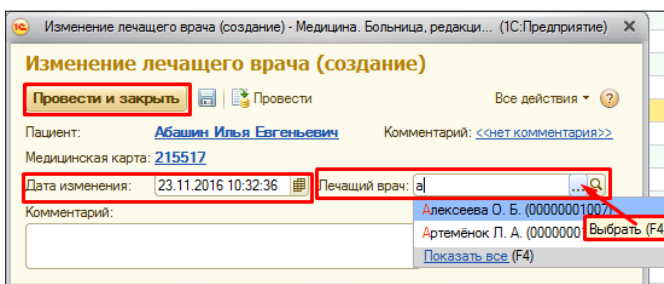 Изменение лечащего врача (создание) - Медицина. Больница, редакци... (1С:Предприятие)
Изменение лечащего врача (создание)
Провести и закрыть Провести Все действия
Пациент: Абашин Илья Евгеньевич Комментарий: <<нет комментария>>
Медицинская карта: 215517
Дата изменения: 23.11.2016 10:32:36 Лечащий врач: а ...
Комментарий: Алексеева О. Б. (00000001007)
Артемёнок Л. А. (0000000 Выбрать (F4
Показать все (F4)